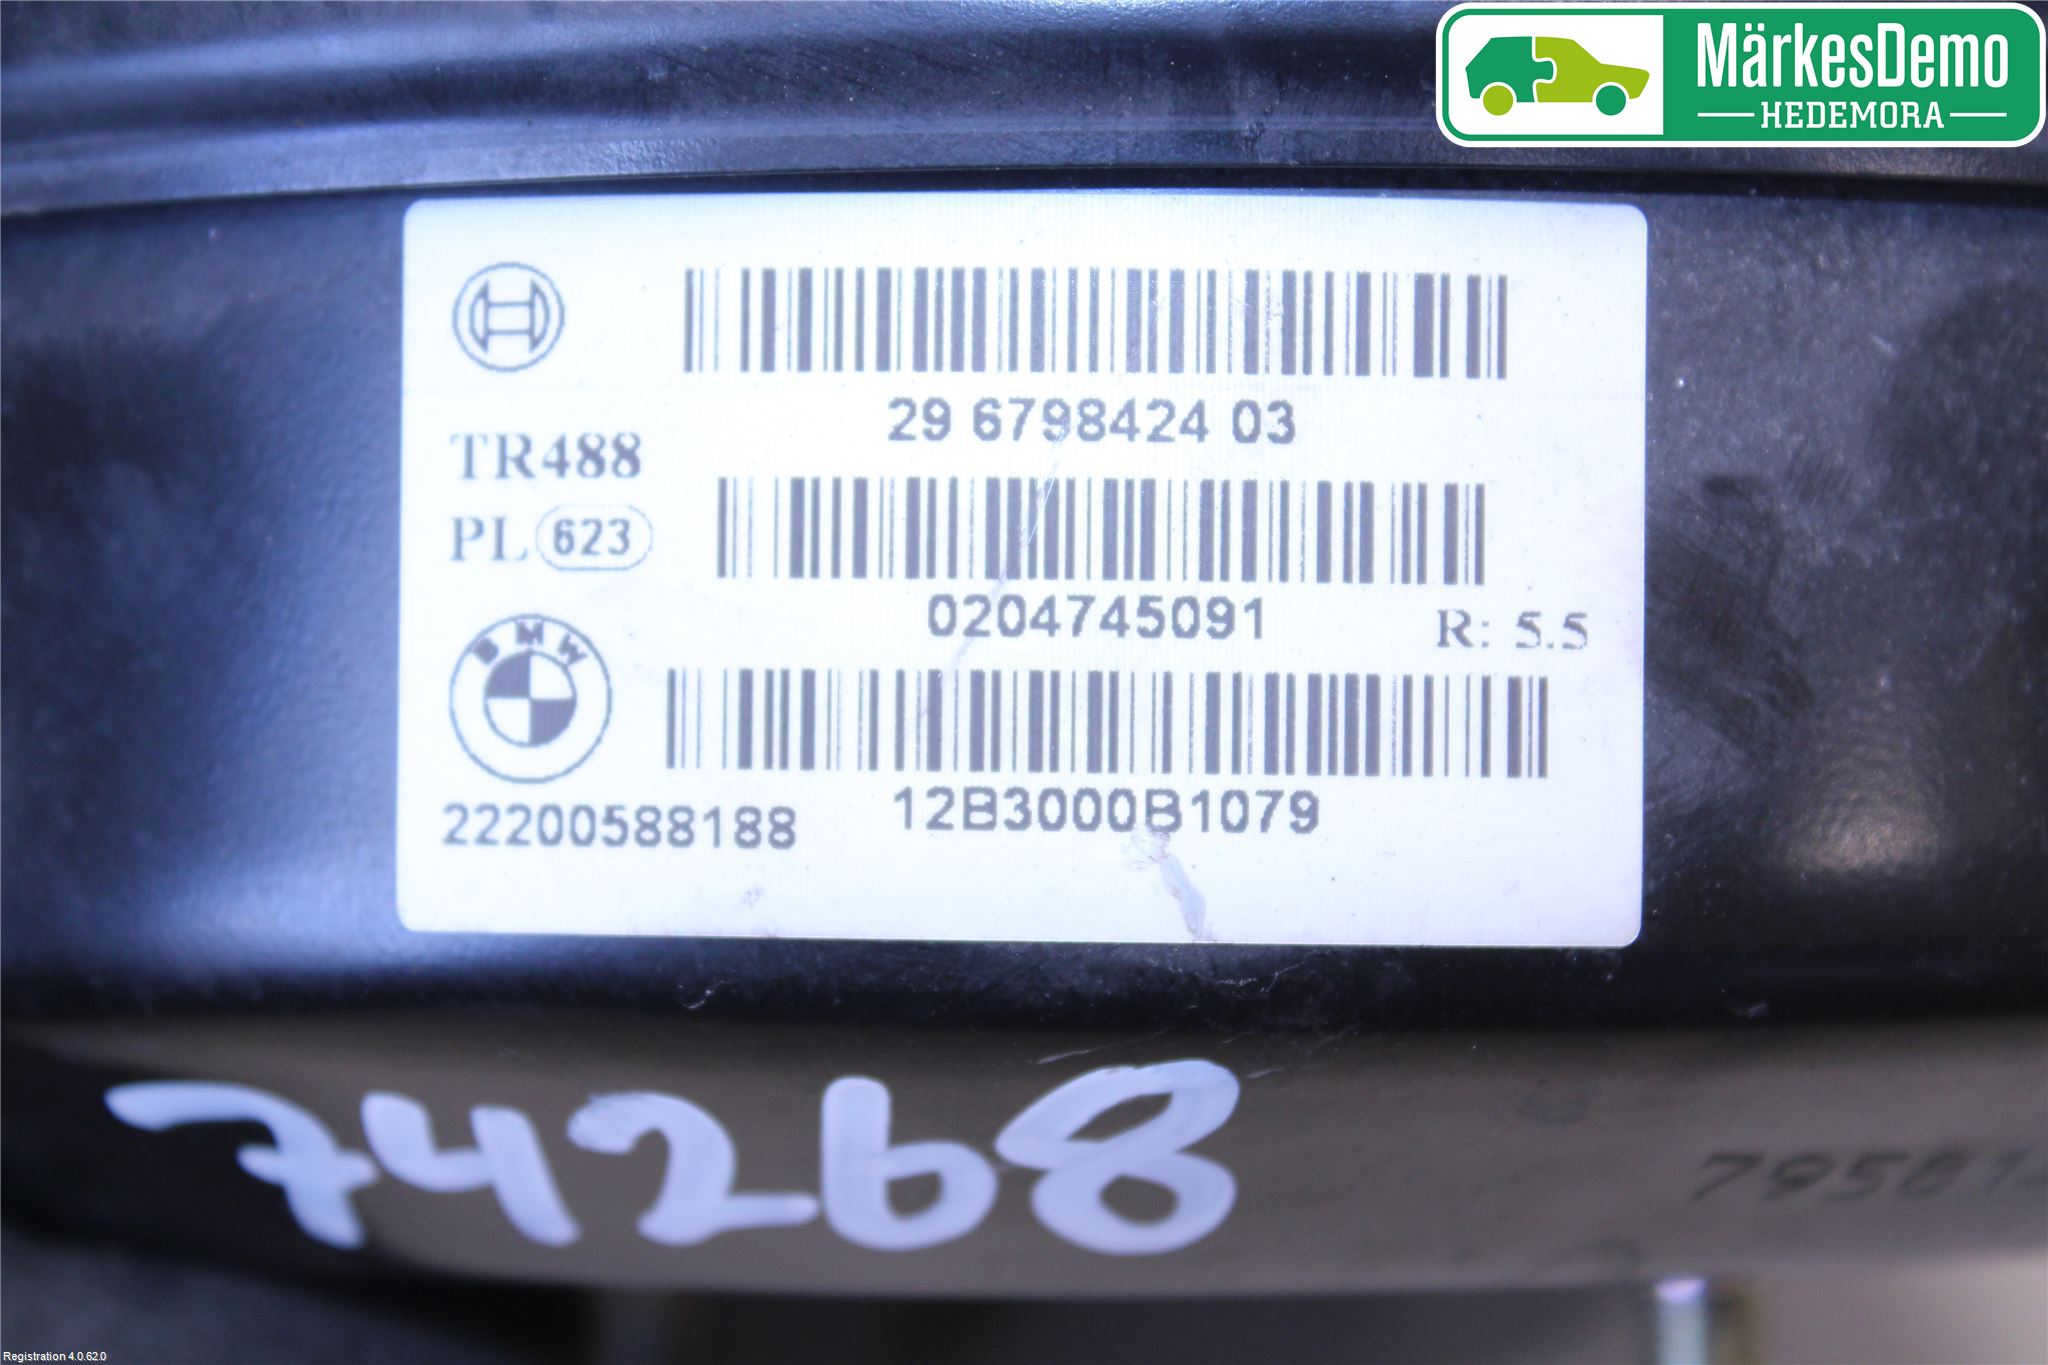 MärkesDemo
HEDEMORA
29 6798424 03
TR488
PL 623
0204745091
R: 5.5
BMW
22200588188
12B3000B1079
74268
Registration 4.0.62.0